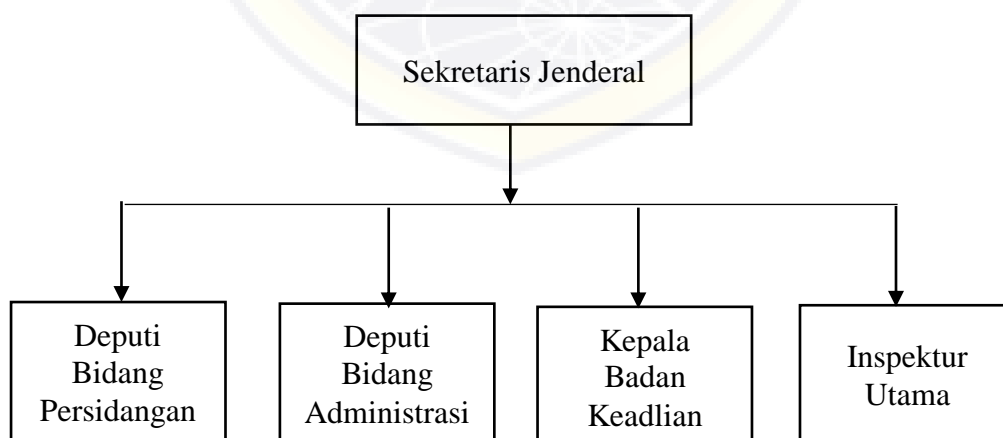 Sekretaris Jenderal
Deputi
Bidang
Persidangan
Deputi
Bidang
Administrasi
Kepala
Badan
Keadlian
Inspektur
Utama